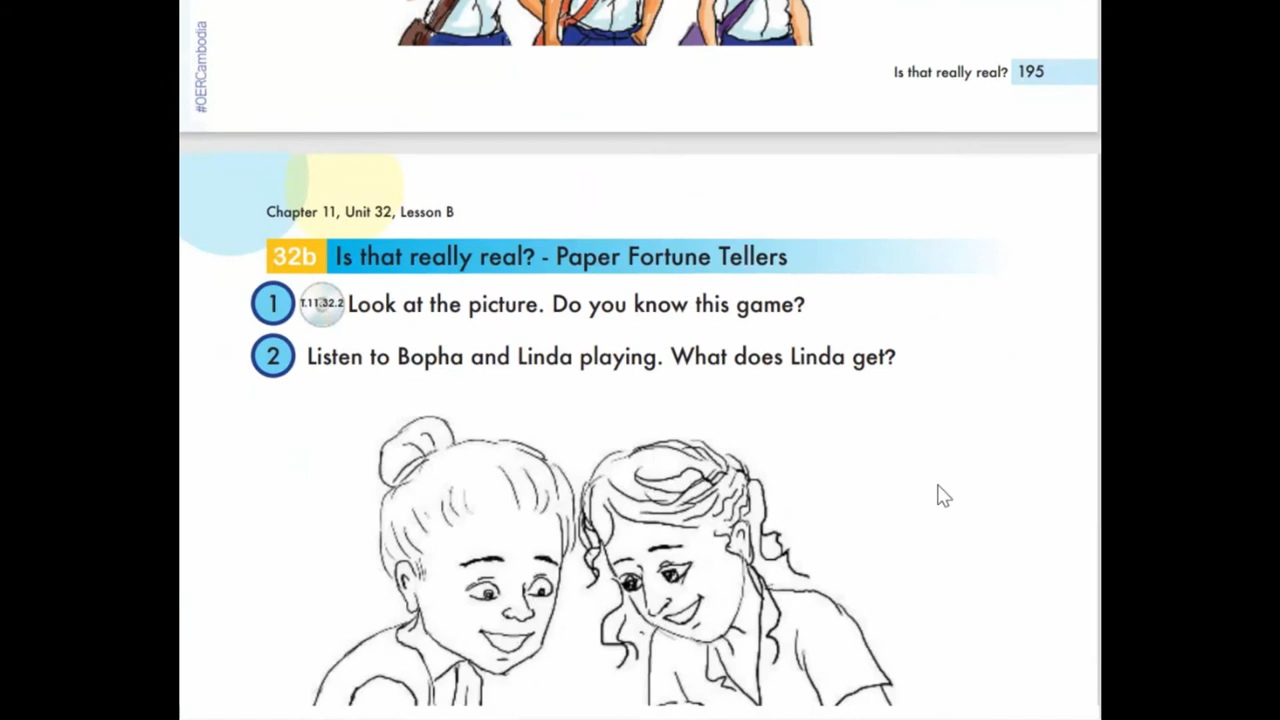 #OERCambodia
Is that really real? 195
Chapter 11, Unit 32, Lesson B
32b Is that really real? - Paper Fortune Tellers
1 T.11.32.2 Look at the picture. Do you know this game?
2 Listen to Bopha and Linda playing. What does Linda get?